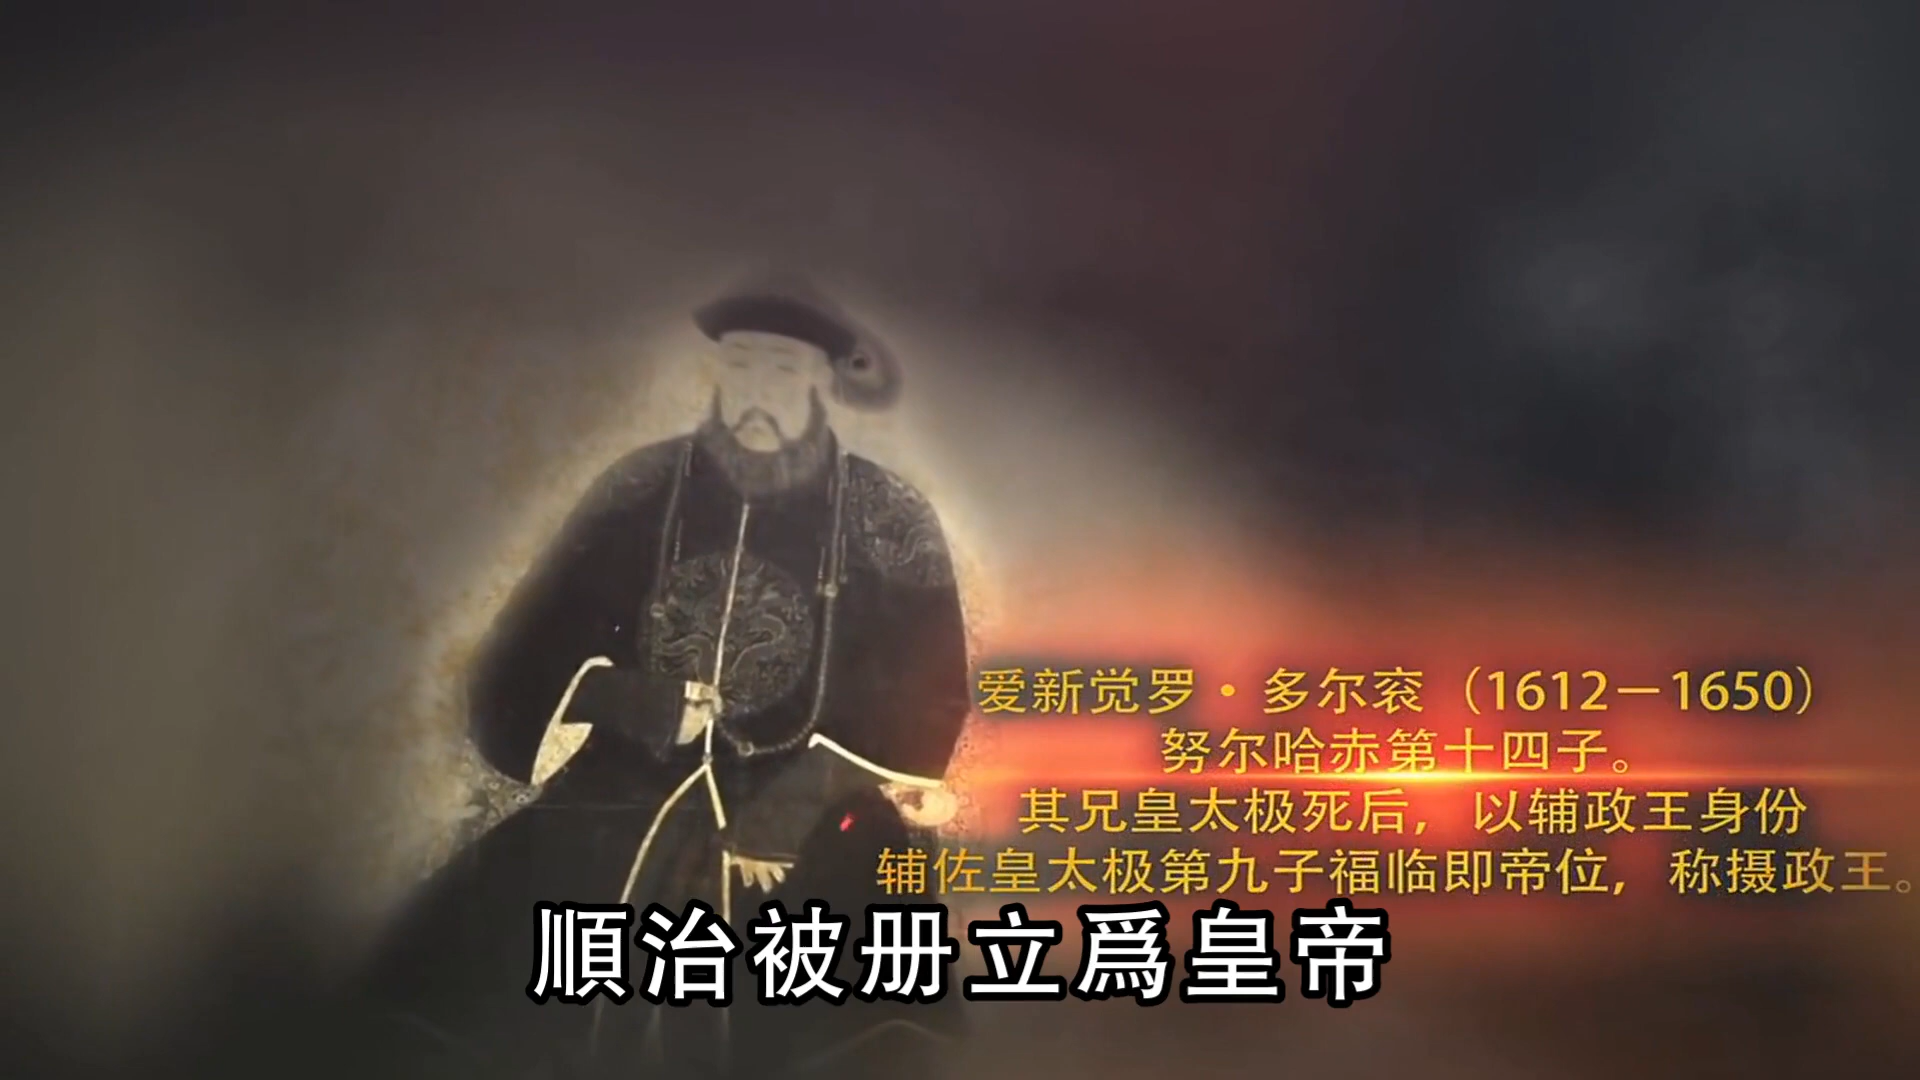 爱新觉罗·多尔衮（1612－1650）
努尔哈赤第十四子。
其兄皇太极死后，以辅政王身份
辅佐皇太极第九子福临即帝位，称摄政王。
順治被册立爲皇帝